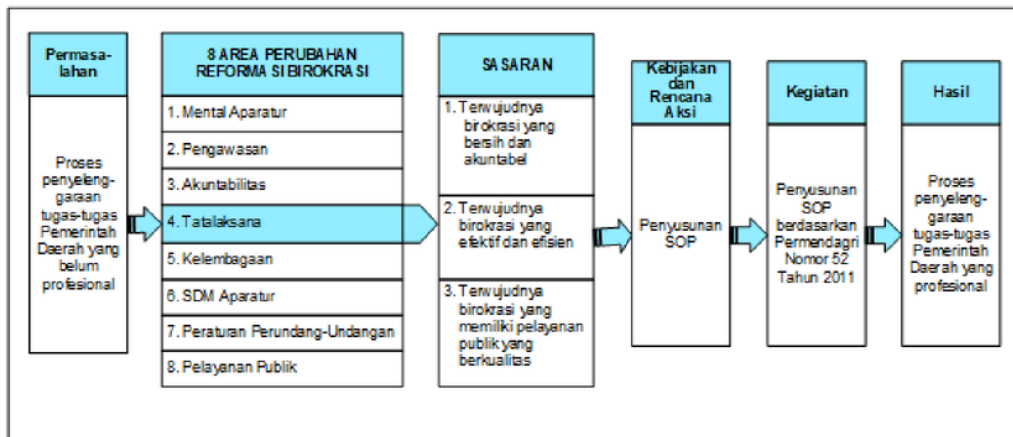 Permasa-
lahan
Proses
penyeleng-
garaan
tugas-tugas
Pemerintah
Daerah yang
belum
profesional
8 AREA PERUBAHAN
REFORMASI BIROKRASI
1. Mental Aparatur
2. Pengawasan
3. Akuntabilitas
4. Tatalaksana
5. Kelembagaan
6. SDM Aparatur
7. Peraturan Perundang-Undangan
8. Pelayanan Publik
SASARAN
1. Terwujudnya
birokrasi yang
bersih dan
akuntabel
2. Terwujudnya
birokrasi yang
efektif dan efisien
3. Terwujudnya
birokrasi yang
memiliki pelayanan
publik yang
berkualitas
Kebijakan
dan
Rencana
Aksi
Penyusunan
SOP
Kegiatan
Penyusunan
SOP
berdasarkan
Permendagri
Nomor 52
Tahun 2011
Hasil
Proses
penyeleng-
garaan
tugas-tugas
Pemerintah
Daerah yang
profesional